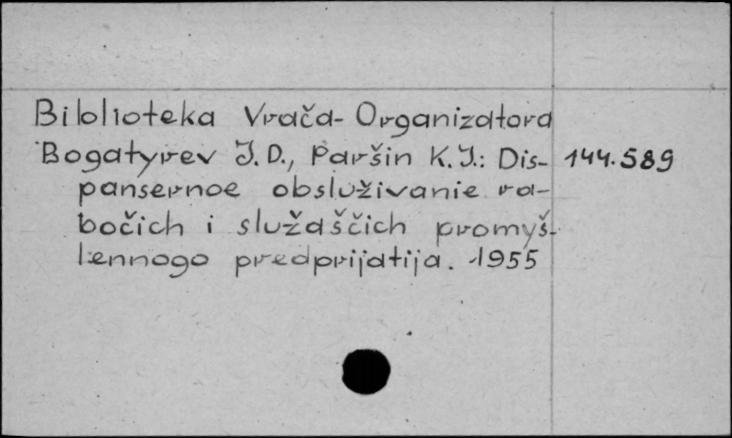 Biblioteka Vrača-Organizatora
Bogatyrev J.D., Paršin K.J.: Dis- 144.589
pansernoe obsluživanie ra-
bočich i služaščich promyš-
lennogo predprijatija. 1955